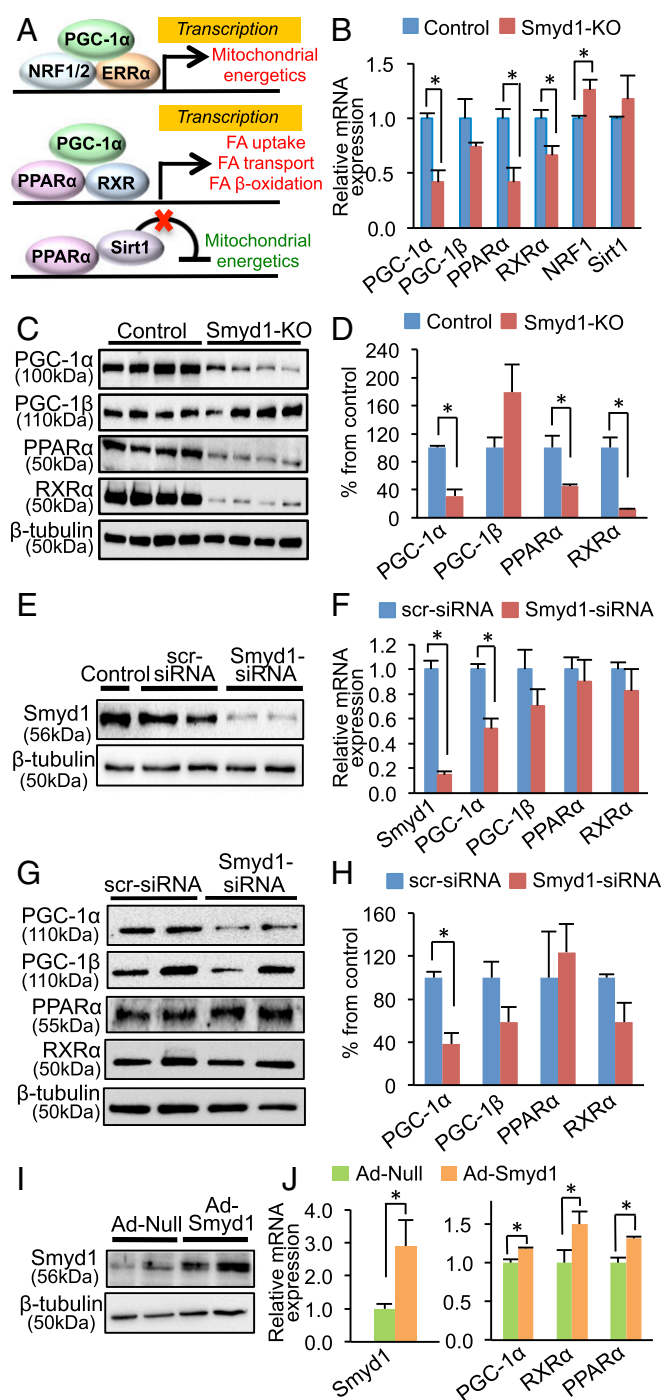 A
PGC-1α
Transcription
NRF1/2
ERRα
Mitochondrial
energetics
Transcription
PGC-1α
FA uptake
PPARα
RXR
FA transport
FA β-oxidation
PPARα
Sirt1
Mitochondrial
energetics
B
Control
Smyd1-KO
Relative mRNA
expression
1.5
1.0
0.5
0.0
*
*
*
*
PGC-1α
PGC-1β
PPARα
RXRα
NRF1
Sirt1
C
Control
Smyd1-KO
PGC-1α
(100kDa)
PGC-1β
(110kDa)
PPARα
(50kDa)
RXRα
(50kDa)
β-tubulin
(50kDa)
D
Control
Smyd1-KO
% from control
240
200
160
120
80
40
0
*
*
*
PGC-1α
PGC-1β
PPARα
RXRα
E
Control
scr-
siRNA
Smyd1-
siRNA
Smyd1
(56kDa)
β-tubulin
(50kDa)
F
scr-siRNA
Smyd1-siRNA
Relative mRNA
expression
1.2
1.0
0.8
0.6
0.4
0.2
0.0
*
*
Smyd1
PGC-1α
PGC-1β
PPARα
RXRα
G
scr-siRNA
Smyd1-
siRNA
PGC-1α
(110kDa)
PGC-1β
(110kDa)
PPARα
(55kDa)
RXRα
(50kDa)
β-tubulin
(50kDa)
H
scr-siRNA
Smyd1-siRNA
% from control
160
120
80
40
0
*
PGC-1α
PGC-1β
PPARα
RXRα
I
Ad-Null
Ad-
Smyd1
Smyd1
(56kDa)
β-tubulin
(50kDa)
J
Ad-Null
Ad-Smyd1
Relative mRNA
expression
4.0
3.0
2.0
1.0
0.0
*
Smyd1
1.5
1.0
0.5
0.0
*
*
*
PGC-1α
RXRα
PPARα